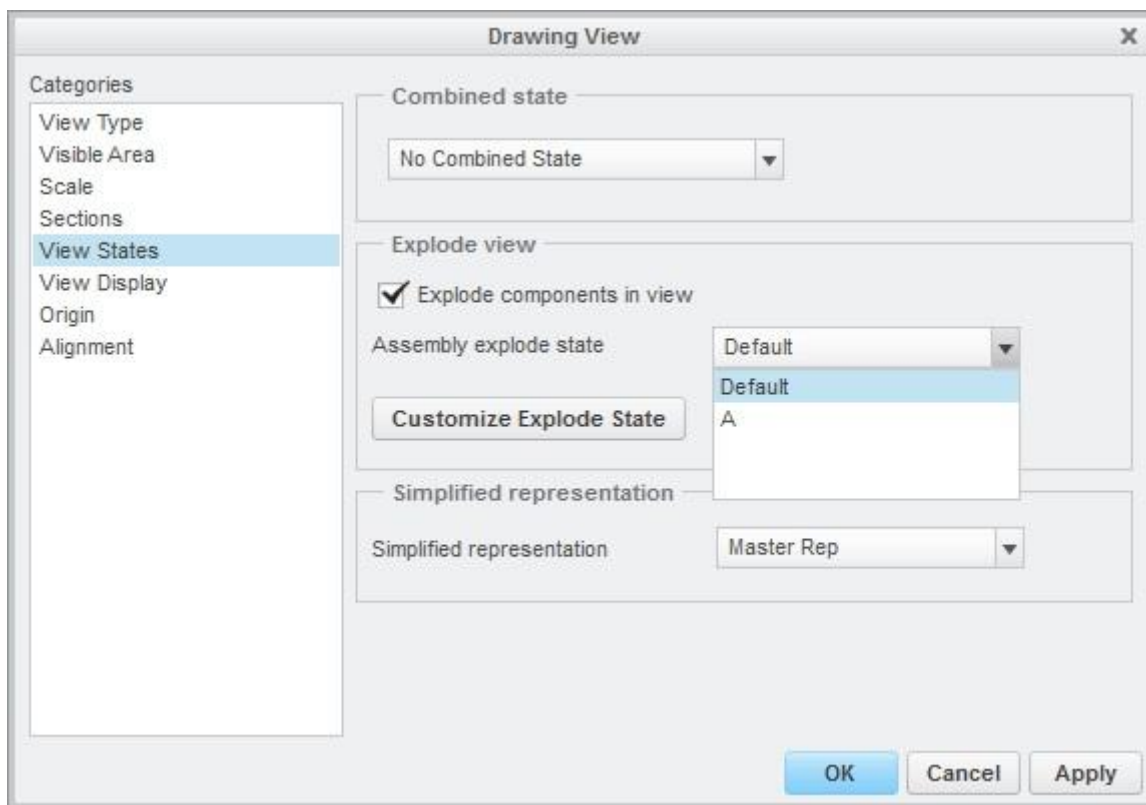 Drawing View
Categories
View Type
Visible Area
Scale
Sections
View States
View Display
Origin
Alignment
Combined state
No Combined State
Explode view
Explode components in view
Assembly explode state
Default
Default
A
Customize Explode State
Simplified representation
Simplified representation
Master Rep
OK
Cancel
Apply